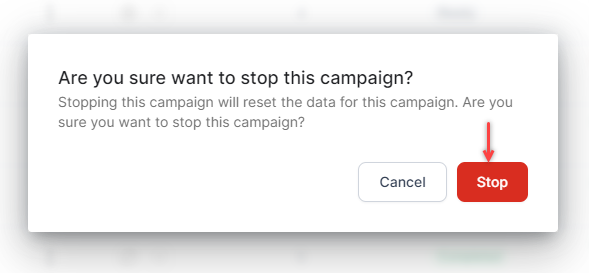 Are you sure want to stop this campaign?
Stopping this campaign will reset the data for this campaign. Are you
sure you want to stop this campaign?
Cancel
Stop